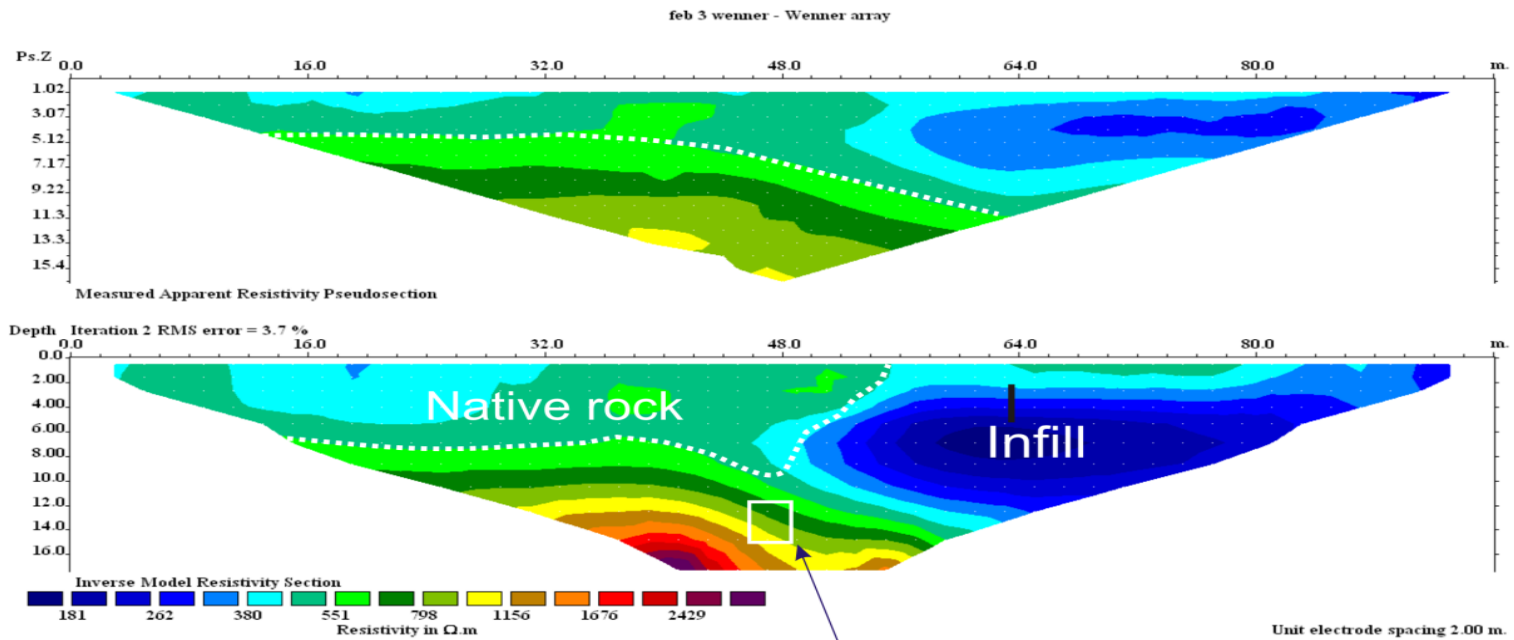 feb 3 wenner - Wenner array
Ps.Z 0.0 16.0 32.0 48.0 64.0 80.0 m.
1.02
3.07
5.12
7.17
9.22
11.3
13.3
15.4
Measured Apparent Resistivity Pseudosection
Depth Iteration 2 RMS error = 3.7 %
0.0 16.0 32.0 48.0 64.0 80.0 m.
0.0
2.00
4.00
6.00
8.00
10.0
12.0
14.0
16.0
Native rock
Infill
Inverse Model Resistivity Section
181 262 380 551 798 1156 1676 2429
Resistivity in Ω.m
Unit electrode spacing 2.00 m.